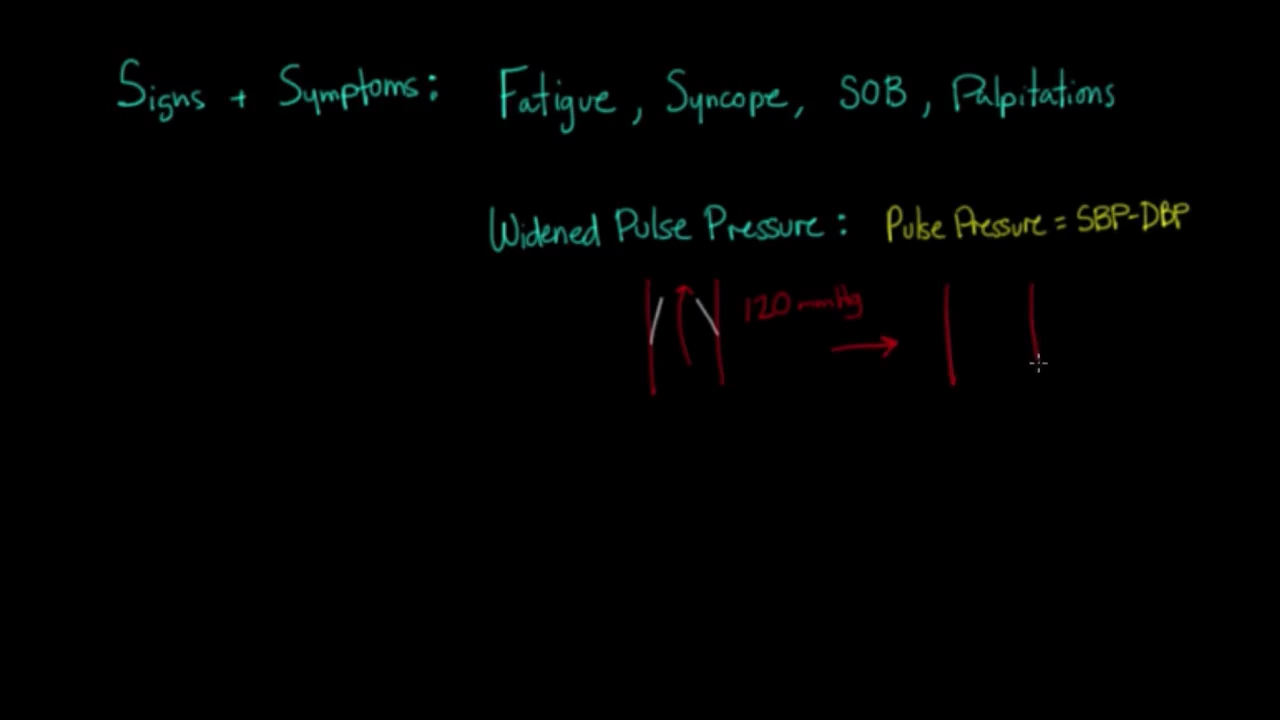 Signs + Symptoms: Fatigue, Syncope, SOB, Palpitations
Widened Pulse Pressure: Pulse Pressure = SBP-DBP
120 mmHg